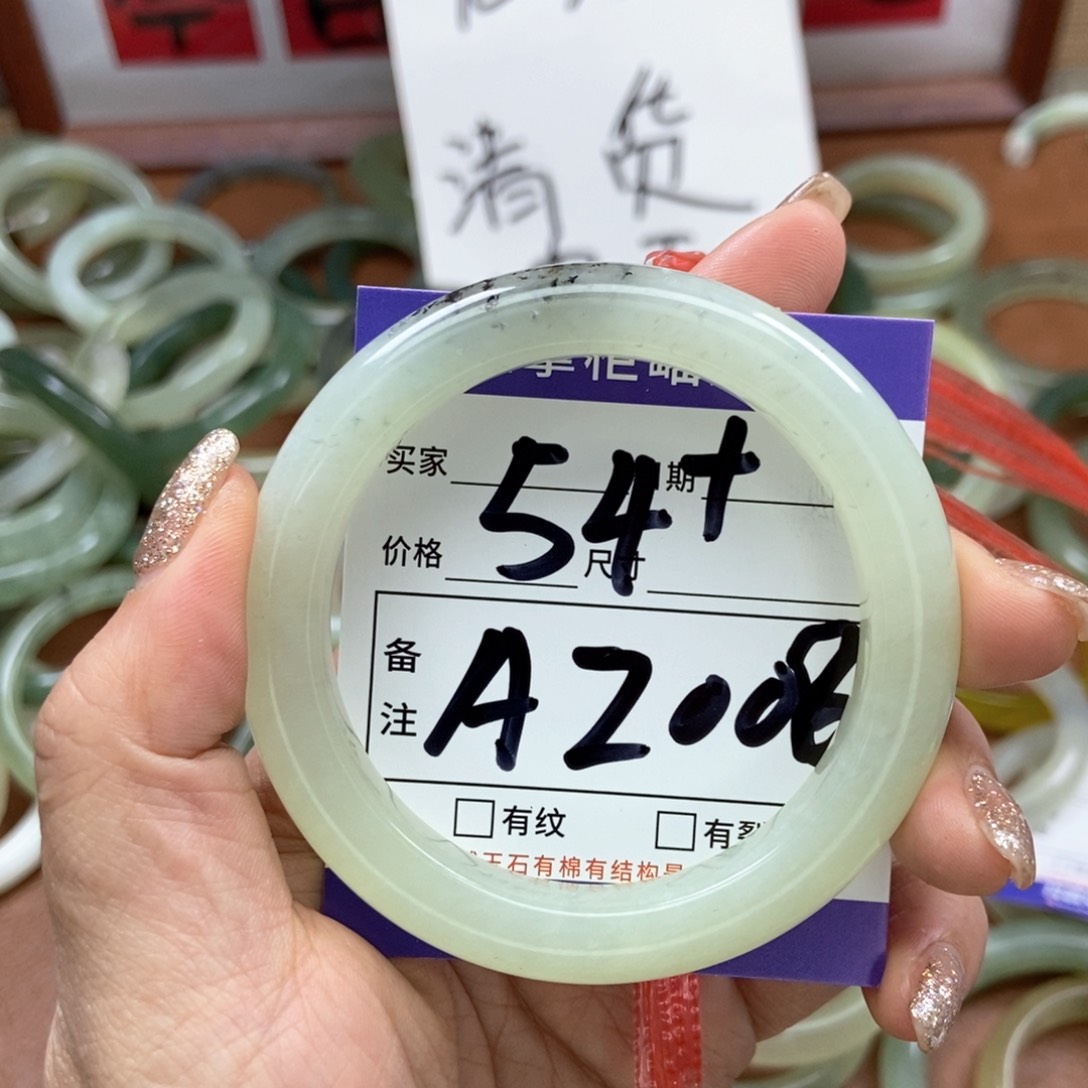 清货
买家 54+ 期
价格 尺寸
备注 A2008
有纹 有裂
玉石有棉有结构是